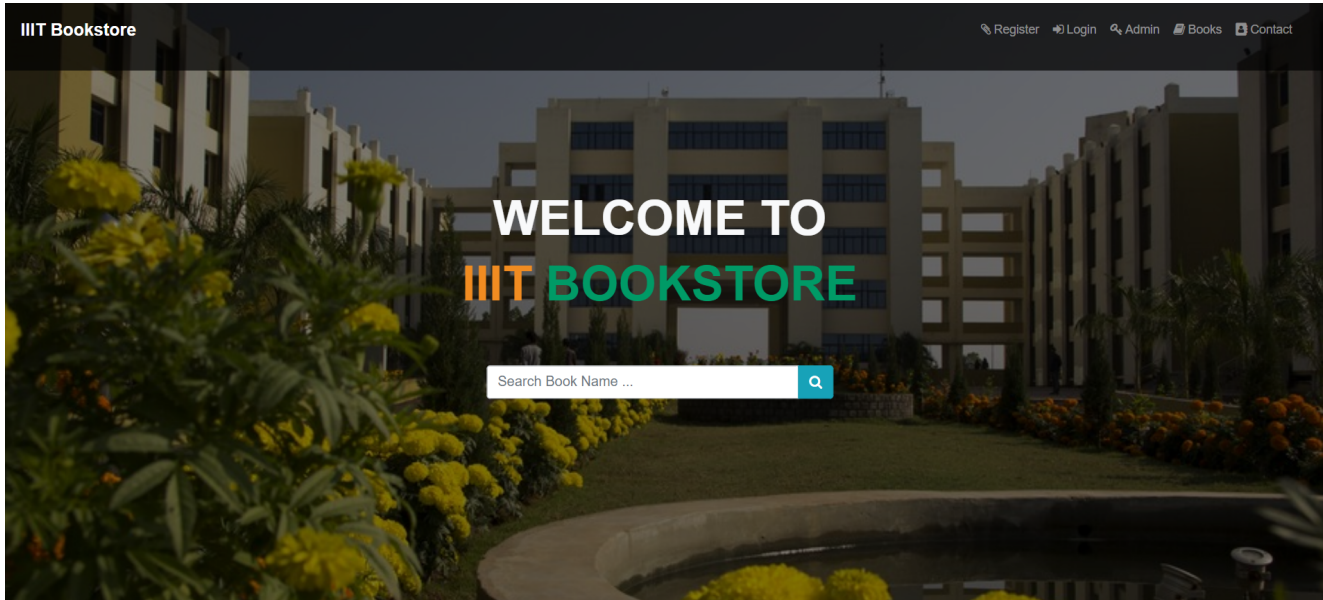 IIIT Bookstore
Register Login Admin Books Contact
WELCOME TO
IIIT BOOKSTORE
Search Book Name ...